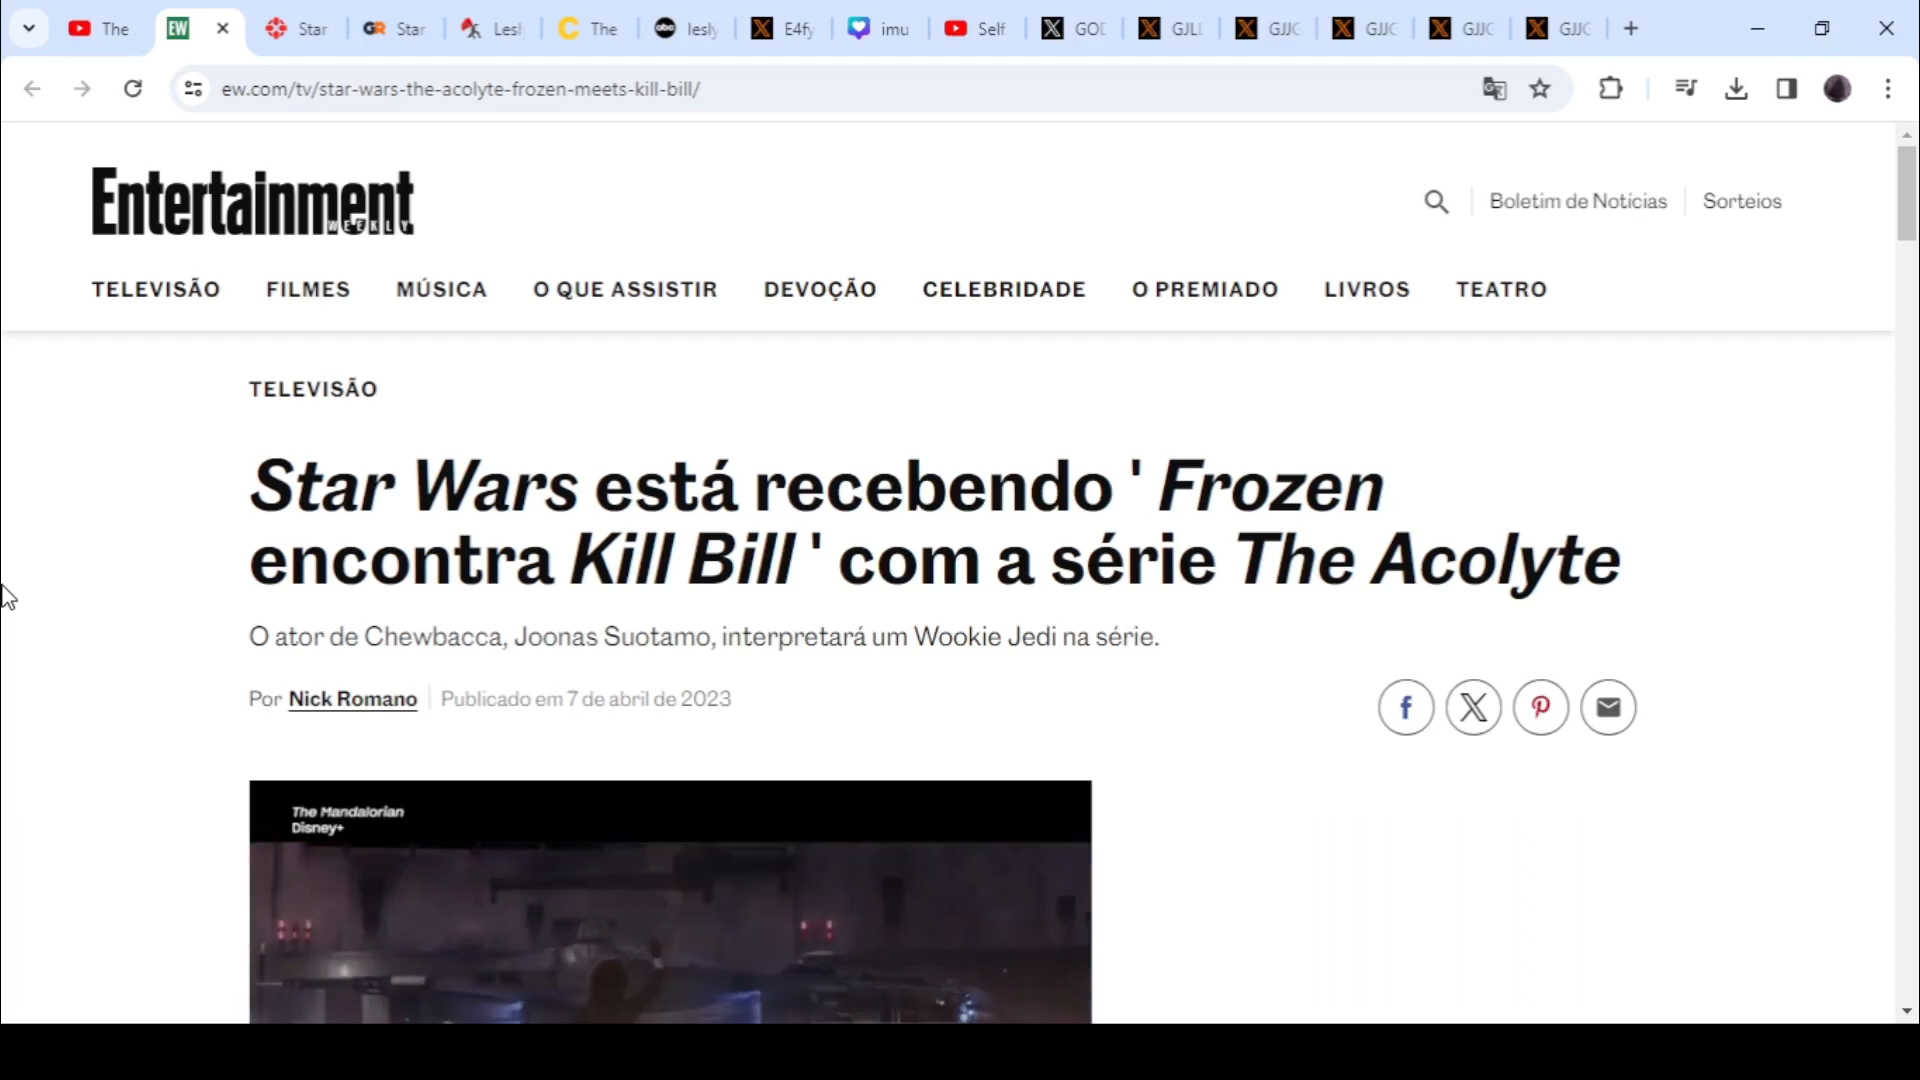 The
EW
Star
Star
Lesl
The
lesly
E4fy
imu
Self
GOD
GJLL
GJJC
GJJC
GJJC
GJJC
ew.com/tv/star-wars-the-acolyte-frozen-meets-kill-bill/
Entertainment
WEEKLY
Boletim de Notícias
Sorteios
TELEVISÃO FILMES MÚSICA O QUE ASSISTIR DEVOÇÃO CELEBRIDADE O PREMIADO LIVROS TEATRO
TELEVISÃO
Star Wars está recebendo ' Frozen
encontra Kill Bill ' com a série The Acolyte
O ator de Chewbacca, Joonas Suotamo, interpretará um Wookie Jedi na série.
Por Nick Romano Publicado em 7 de abril de 2023
The Mandalorian
Disney+